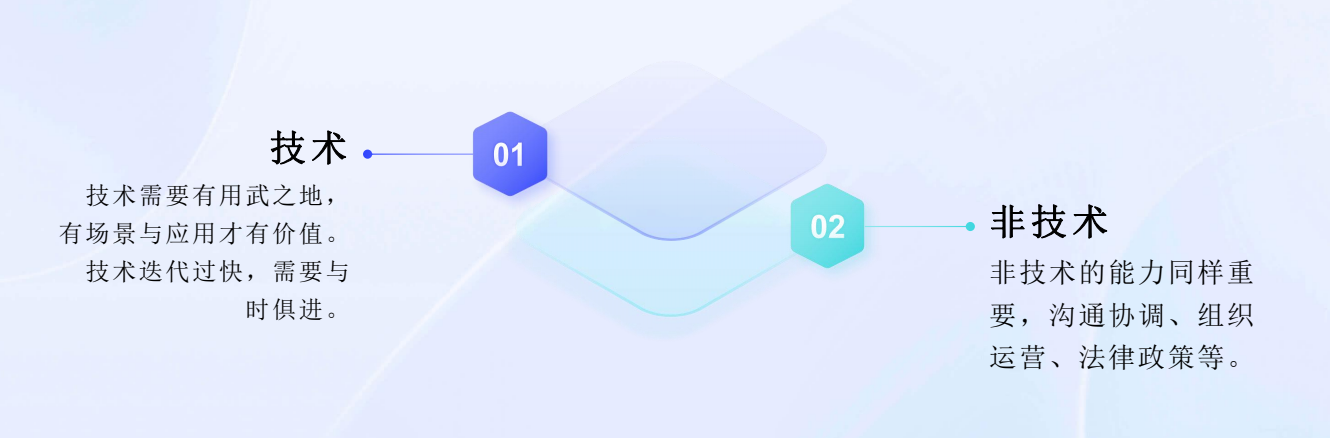 技术
01
技术需要有用武之地，
有场景与应用才有价值。
技术迭代过快，需要与
时俱进。
02
非技术
非技术的能力同样重
要，沟通协调、组织
运营、法律政策等。